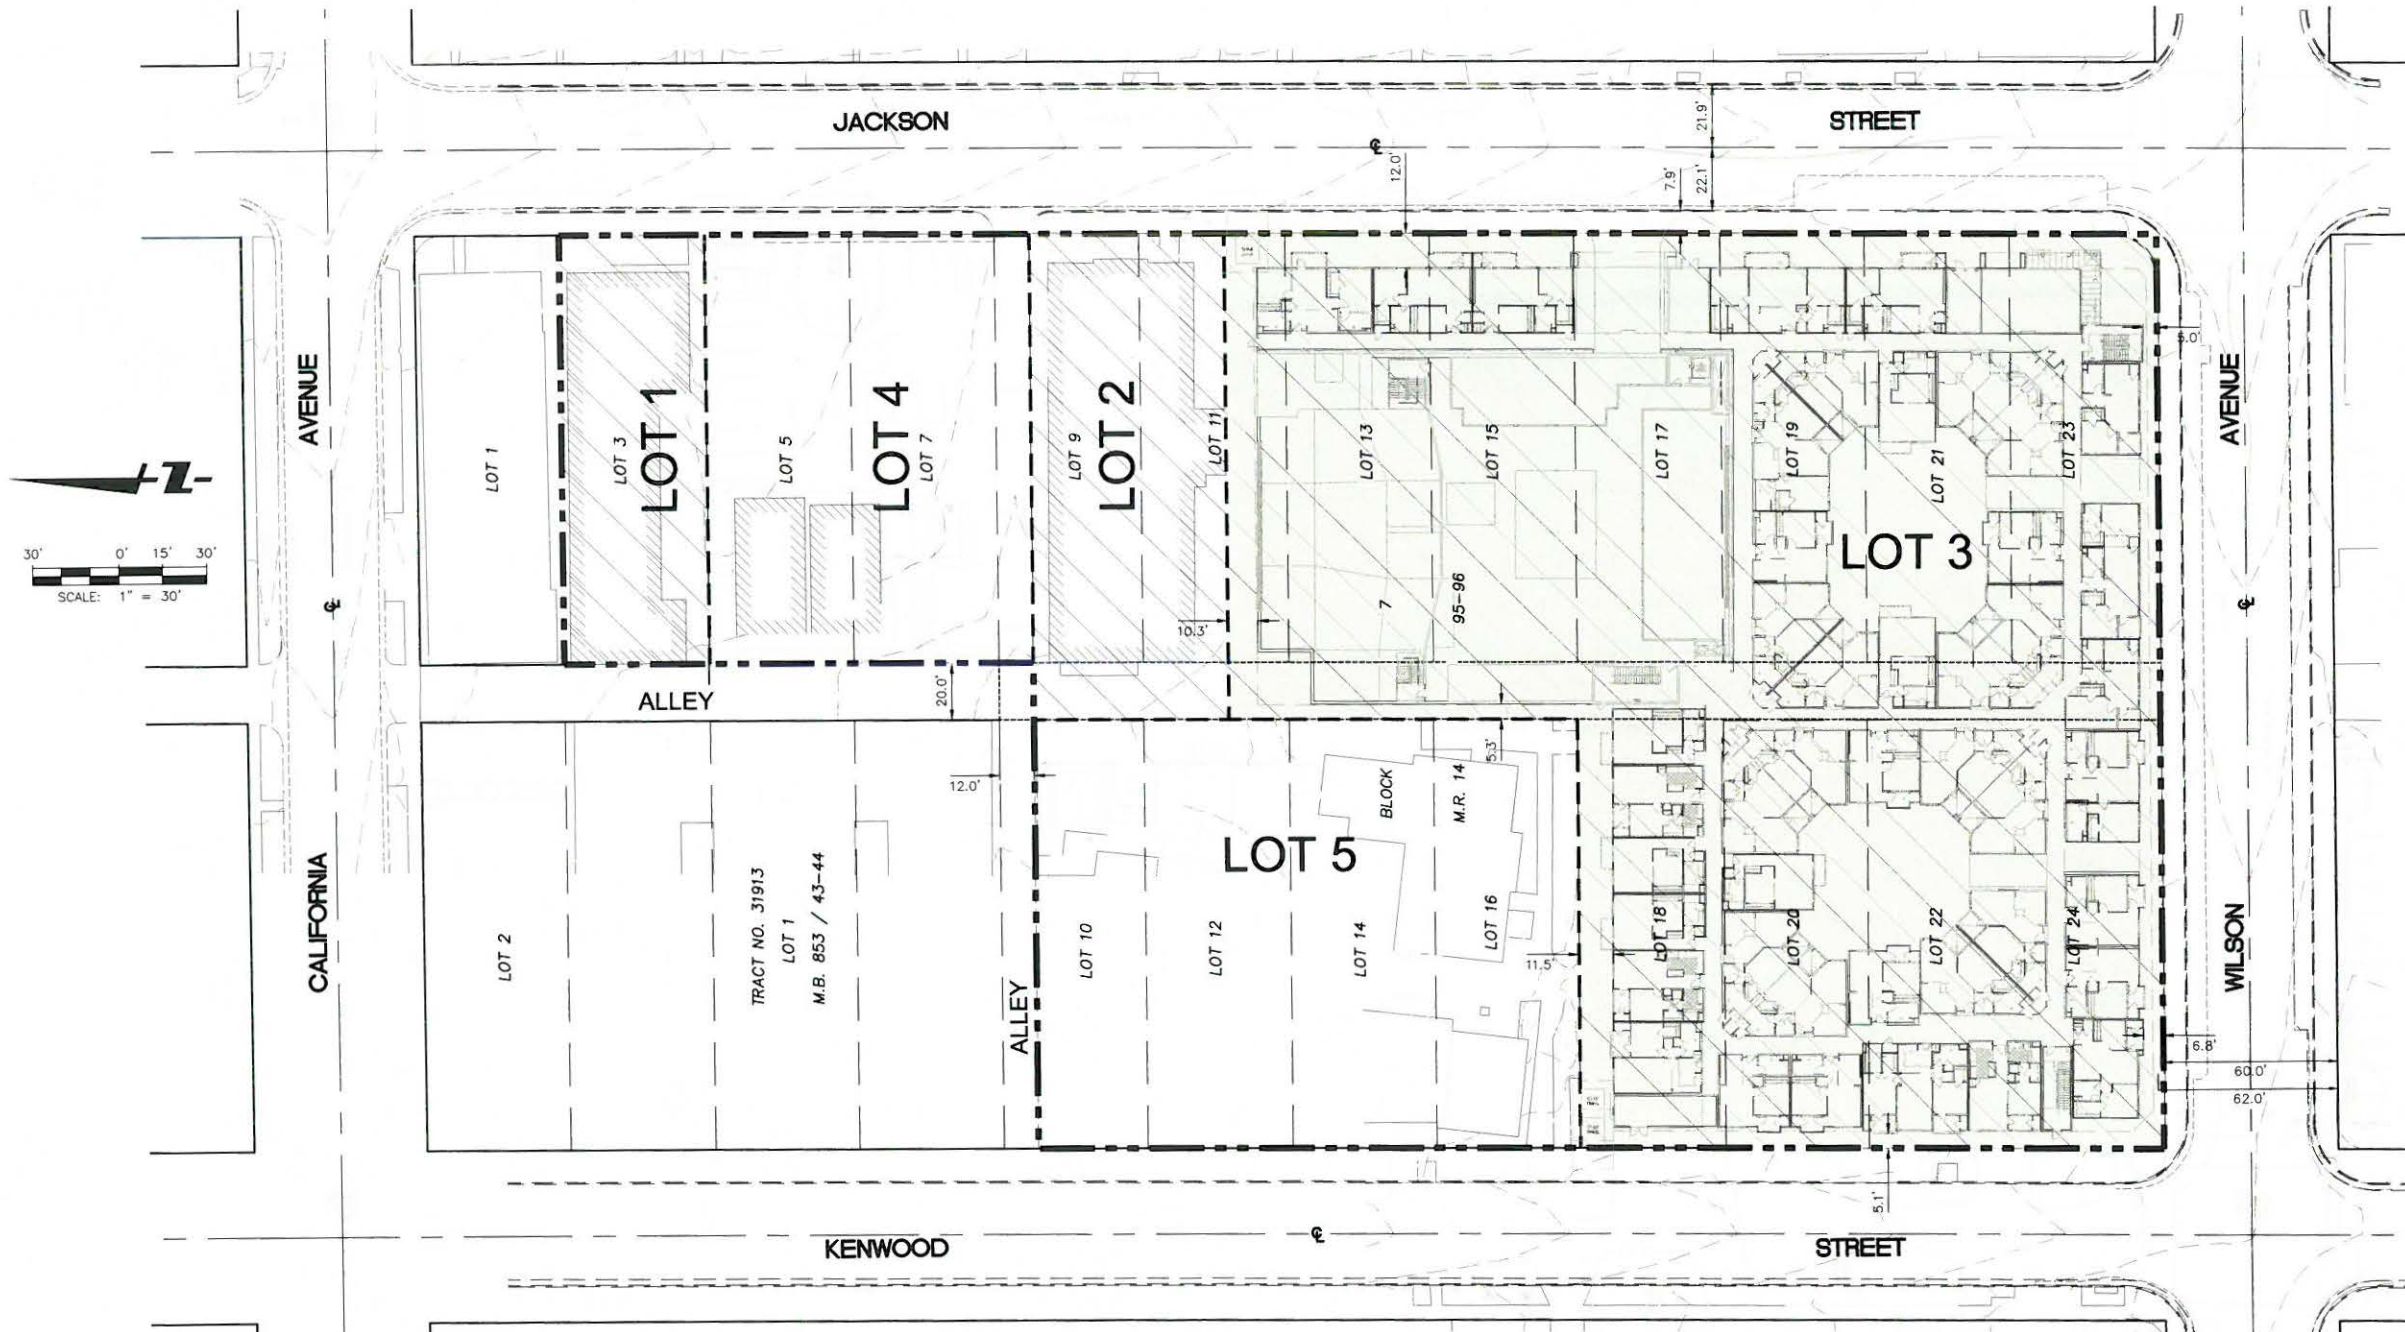 JACKSON
STREET
℄
21.9'
12.0'
7.9'
22.1'
AVENUE
LOT 1
LOT 3
LOT 1
LOT 5
LOT 4
LOT 7
LOT 9
LOT 2
LOT 11
LOT 13
LOT 15
LOT 17
LOT 19
LOT 21
LOT 23
5.0'
AVENUE
Z
30'
0'
15'
30'
SCALE: 1" = 30'
LOT 3
℄
7
95-96
℄
10.3'
ALLEY
20.0'
12.0'
5.3'
BLOCK
M.R. 14
LOT 5
CALIFORNIA
LOT 2
TRACT NO. 31913
LOT 1
M.B. 853 / 43-44
ALLEY
LOT 10
LOT 12
LOT 14
LOT 16
11.5'
LOT 18
LOT 20
LOT 22
LOT 24
WILSON
6.8'
60.0'
62.0'
5.1'
KENWOOD
℄
STREET